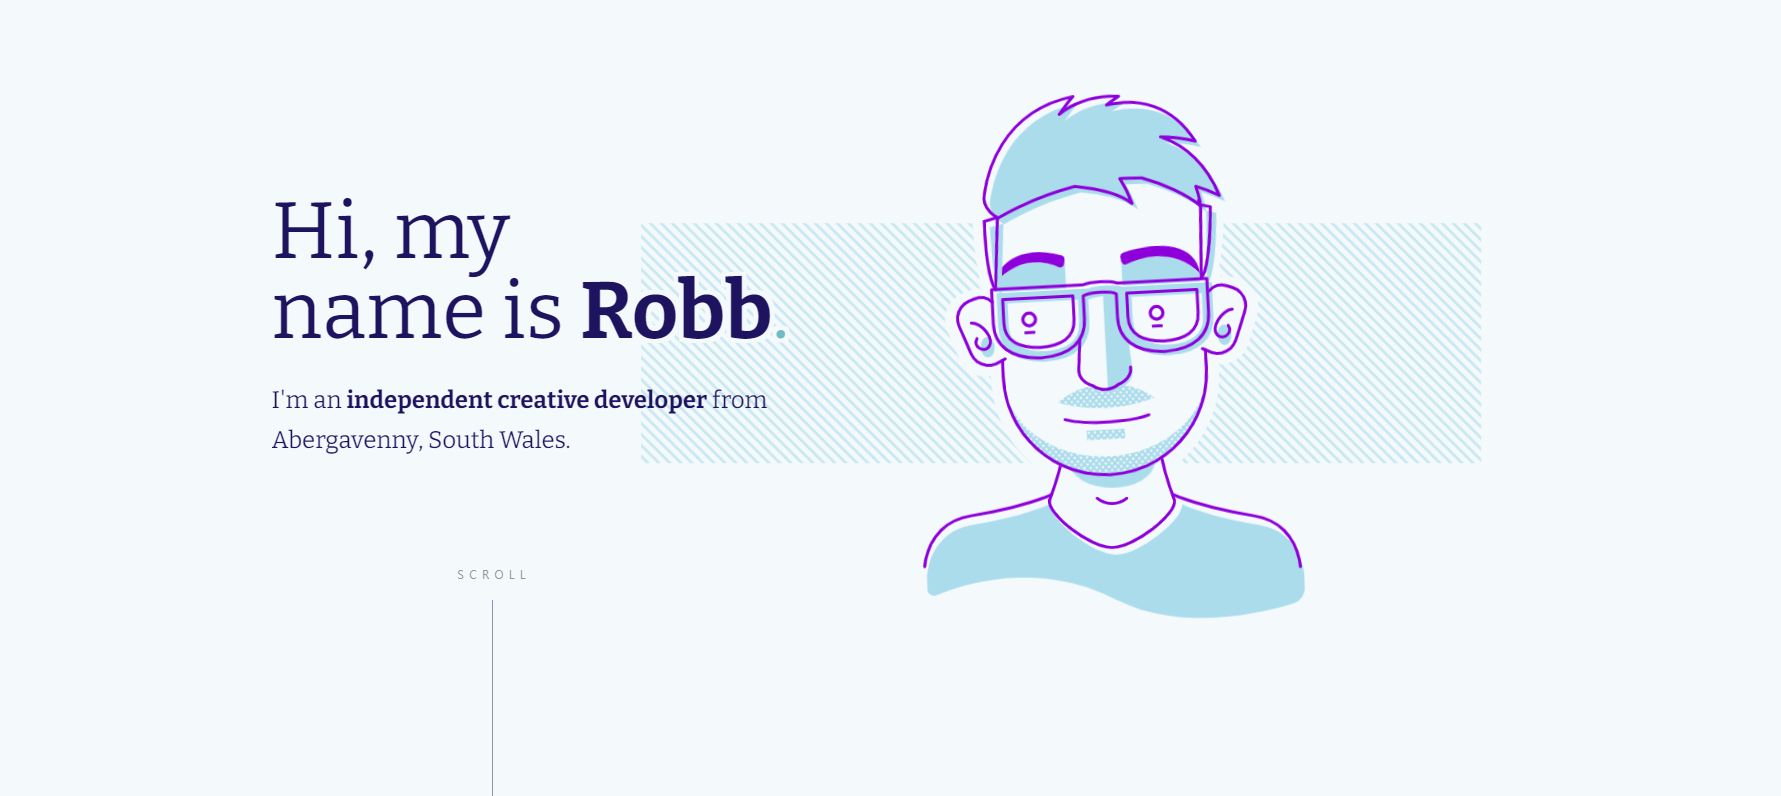 Hi, my
name is Robb.
I'm an independent creative developer from
Abergavenny, South Wales.
SCROLL